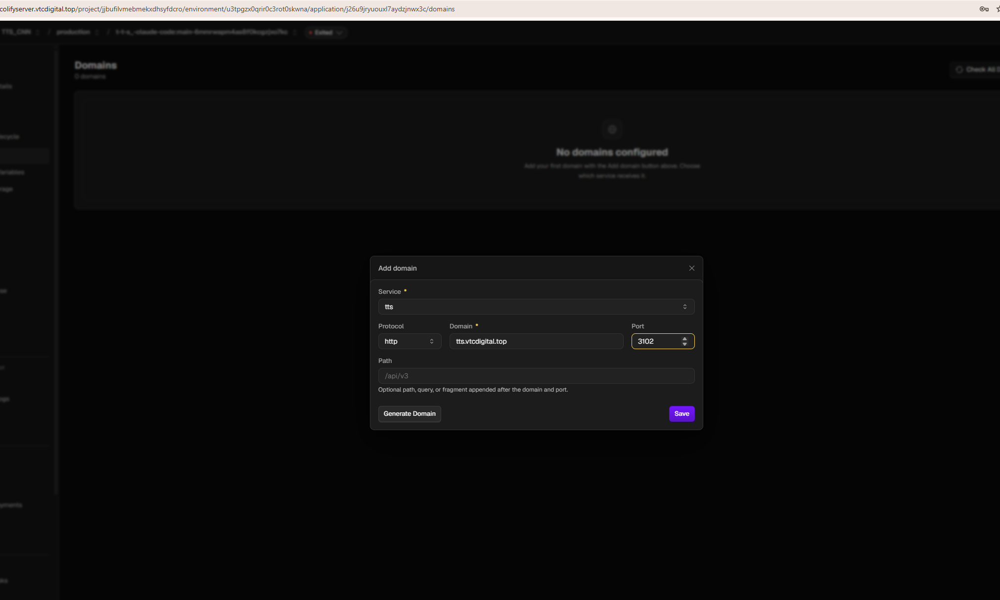 colifyserver.vtcdigital.top/project/jjbufilvmebmekxdhsyfdcro/environment/u3tpgzx0qrir0c3rot0skwna/application/j26u9jryuouxl7aydzjnwx3c/domains
TTS_CNN / production / Exited
Domains
0 domains
Check All
No domains configured
Add your first domain with the Add domain button above. Choose
which service receives it.
Add domain
Service *
tts
Protocol Domain * Port
http tts.vtcdigital.top 3102
Path
/api/v3
Optional path, query, or fragment appended after the domain and port.
Generate Domain Save